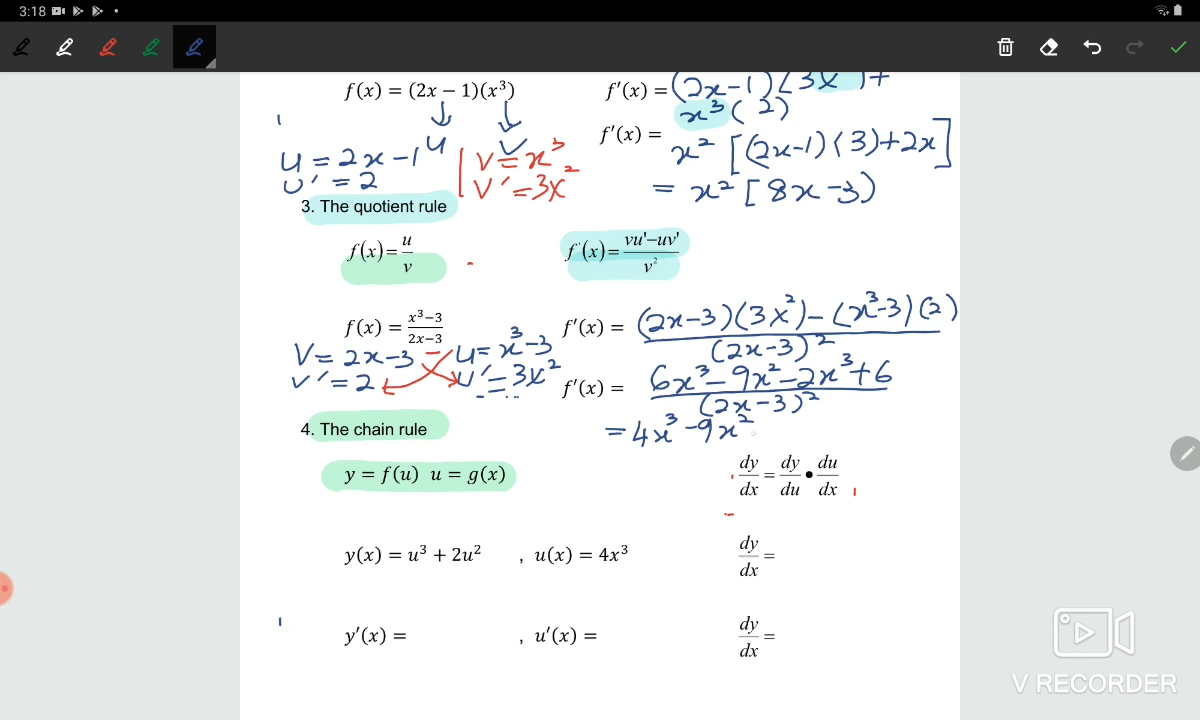 3:18
f(x) = (2x − 1)(x³) f'(x) = (2x-1)(3x²)+
x³(2)
u v f'(x) = x² [(2x-1)(3)+2x]
u = 2x-1 | v = x³
u' = 2 | v' = 3x² = x² [8x-3)
3. The quotient rule
f(x)=u/v f'(x)=(vu'−uv')/v²
f(x) = (x³−3)/(2x−3) f'(x) = ((2x-3)(3x²)-(x³-3)(2))/(2x-3)²
v = 2x-3 u = x³-3
v' = 2 u' = 3x² f'(x) = (6x³-9x²-2x³+6)/(2x-3)²
4. The chain rule = 4x³-9x²
y = f(u) u = g(x) dy/dx = dy/du • du/dx
y(x) = u³ + 2u² , u(x) = 4x³ dy/dx =
y′(x) = , u′(x) = dy/dx =
V RECORDER